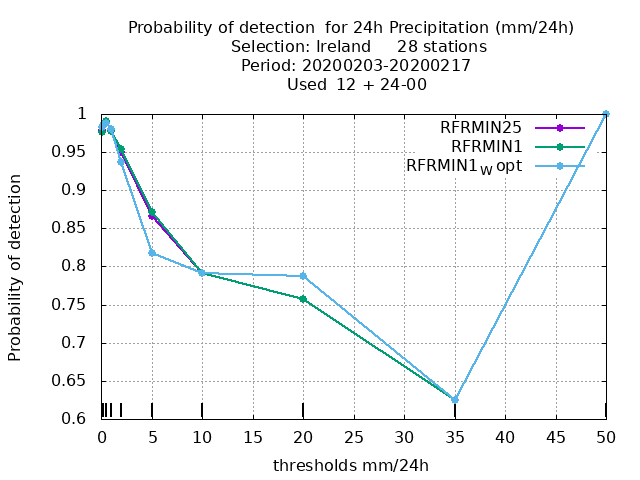 Probability of detection  for 24h Precipitation (mm/24h)
Selection: Ireland     28 stations
Period: 20200203-20200217
Used  12 + 24-00
RFRMIN25
RFRMIN1
RFRMIN1W opt
Probability of detection
1
0.95
0.9
0.85
0.8
0.75
0.7
0.65
0.6
0 5 10 15 20 25 30 35 40 45 50
thresholds mm/24h